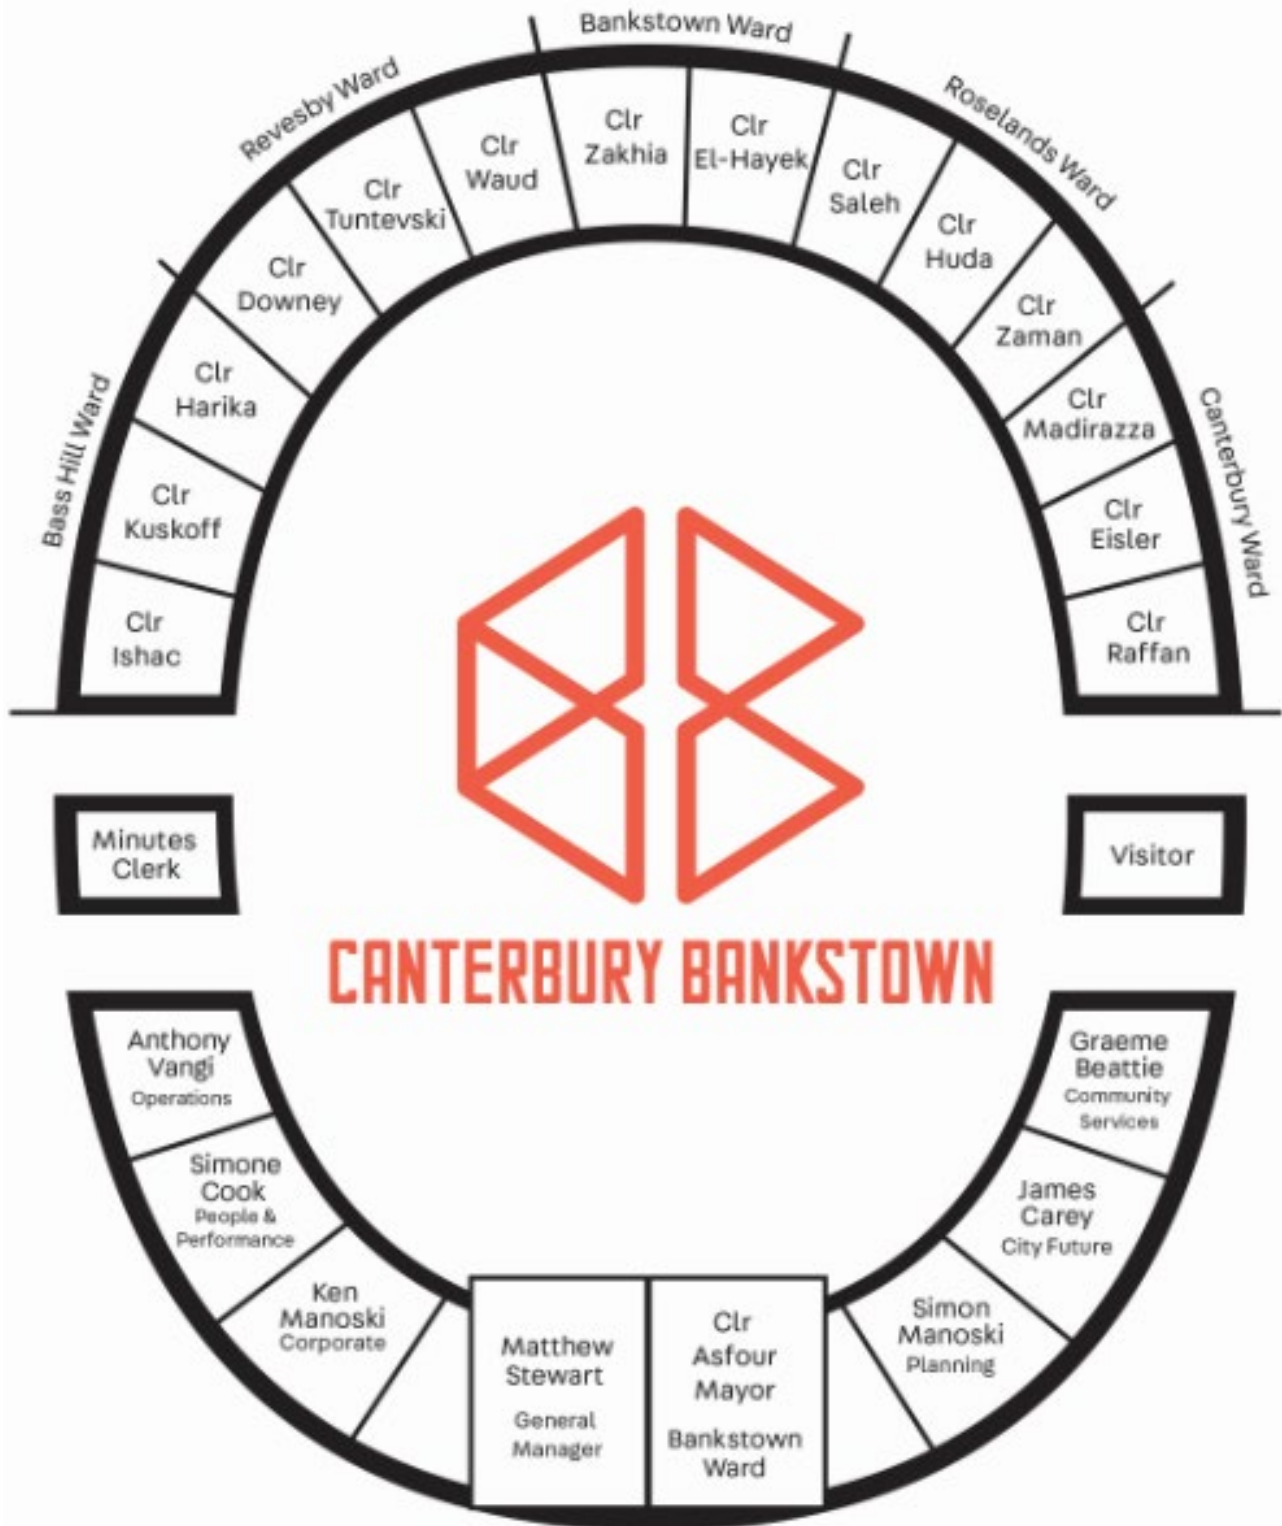 Bankstown Ward
Revesby Ward
Roselands Ward
Bass Hill Ward
Canterbury Ward
Clr
Ishac
Clr
Kuskoff
Clr
Harika
Clr
Downey
Clr
Tuntevski
Clr
Waud
Clr
Zakhia
Clr
El-Hayek
Clr
Saleh
Clr
Huda
Clr
Zaman
Clr
Madirazza
Clr
Eisler
Clr
Raffan
Minutes
Clerk
Visitor
CANTERBURY BANKSTOWN
Anthony
Vangi
Operations
Simone
Cook
People &
Performance
Ken
Manoski
Corporate
Matthew
Stewart
General
Manager
Clr
Asfour
Mayor
Bankstown
Ward
Simon
Manoski
Planning
James
Carey
City Future
Graeme
Beattie
Community
Services